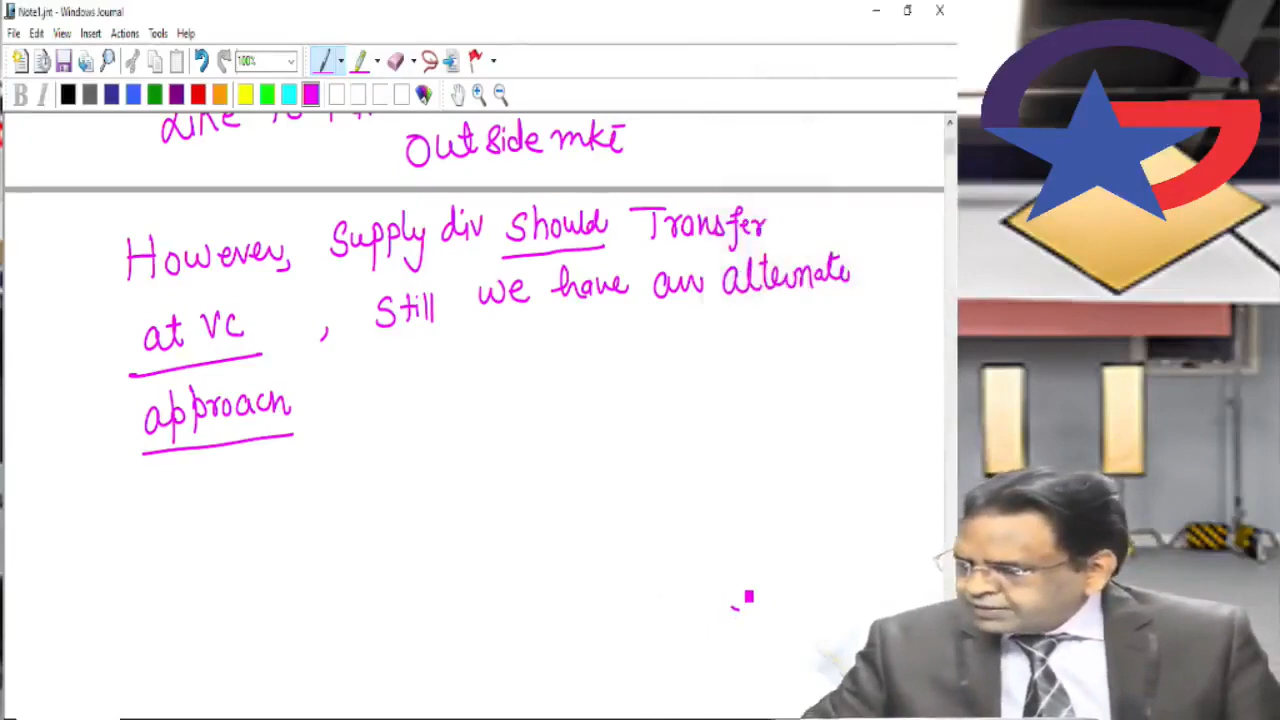 Note1.jnt - Windows Journal
File Edit View Insert Actions Tools Help
100%
B I
Outside mkt
However, Supply div should Transfer
at VC , Still we have an alternate
approach